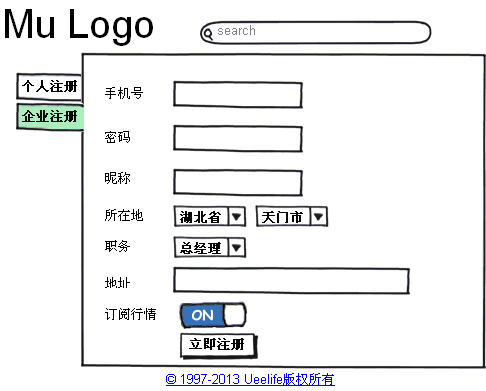 Mu Logo
search
个人注册
企业注册
手机号
密码
昵称
所在地 湖北省 天门市
职务 总经理
地址
订阅行情 ON
立即注册
© 1997-2013 Ueelife版权所有